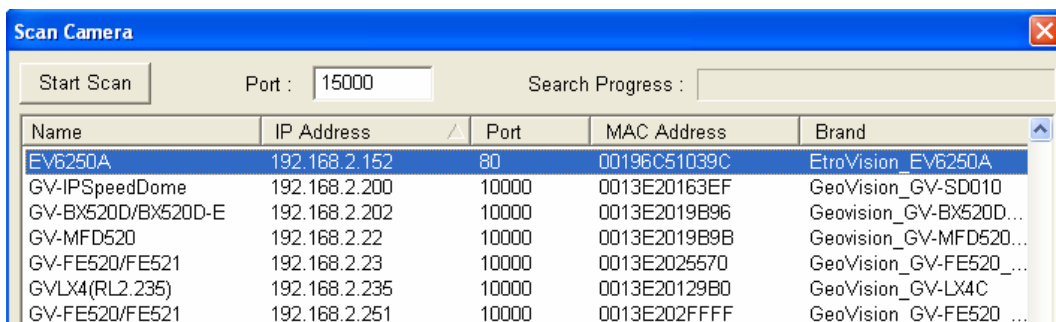 Scan Camera
Start Scan Port : 15000 Search Progress :
Name IP Address Port MAC Address Brand
EV6250A 192.168.2.152 80 00196C51039C EtroVision_EV6250A
GV-IPSpeedDome 192.168.2.200 10000 0013E20163EF GeoVision_GV-SD010
GV-BX520D/BX520D-E 192.168.2.202 10000 0013E2019B96 Geovision_GV-BX520D...
GV-MFD520 192.168.2.22 10000 0013E2019B9B Geovision_GV-MFD520...
GV-FE520/FE521 192.168.2.23 10000 0013E2025570 GeoVision_GV-FE520_...
GVLX4(RL2.235) 192.168.2.235 10000 0013E20129B0 GeoVision_GV-LX4C
GV-FE520/FE521 192.168.2.251 10000 0013E202FFFF GeoVision_GV-FE520_...